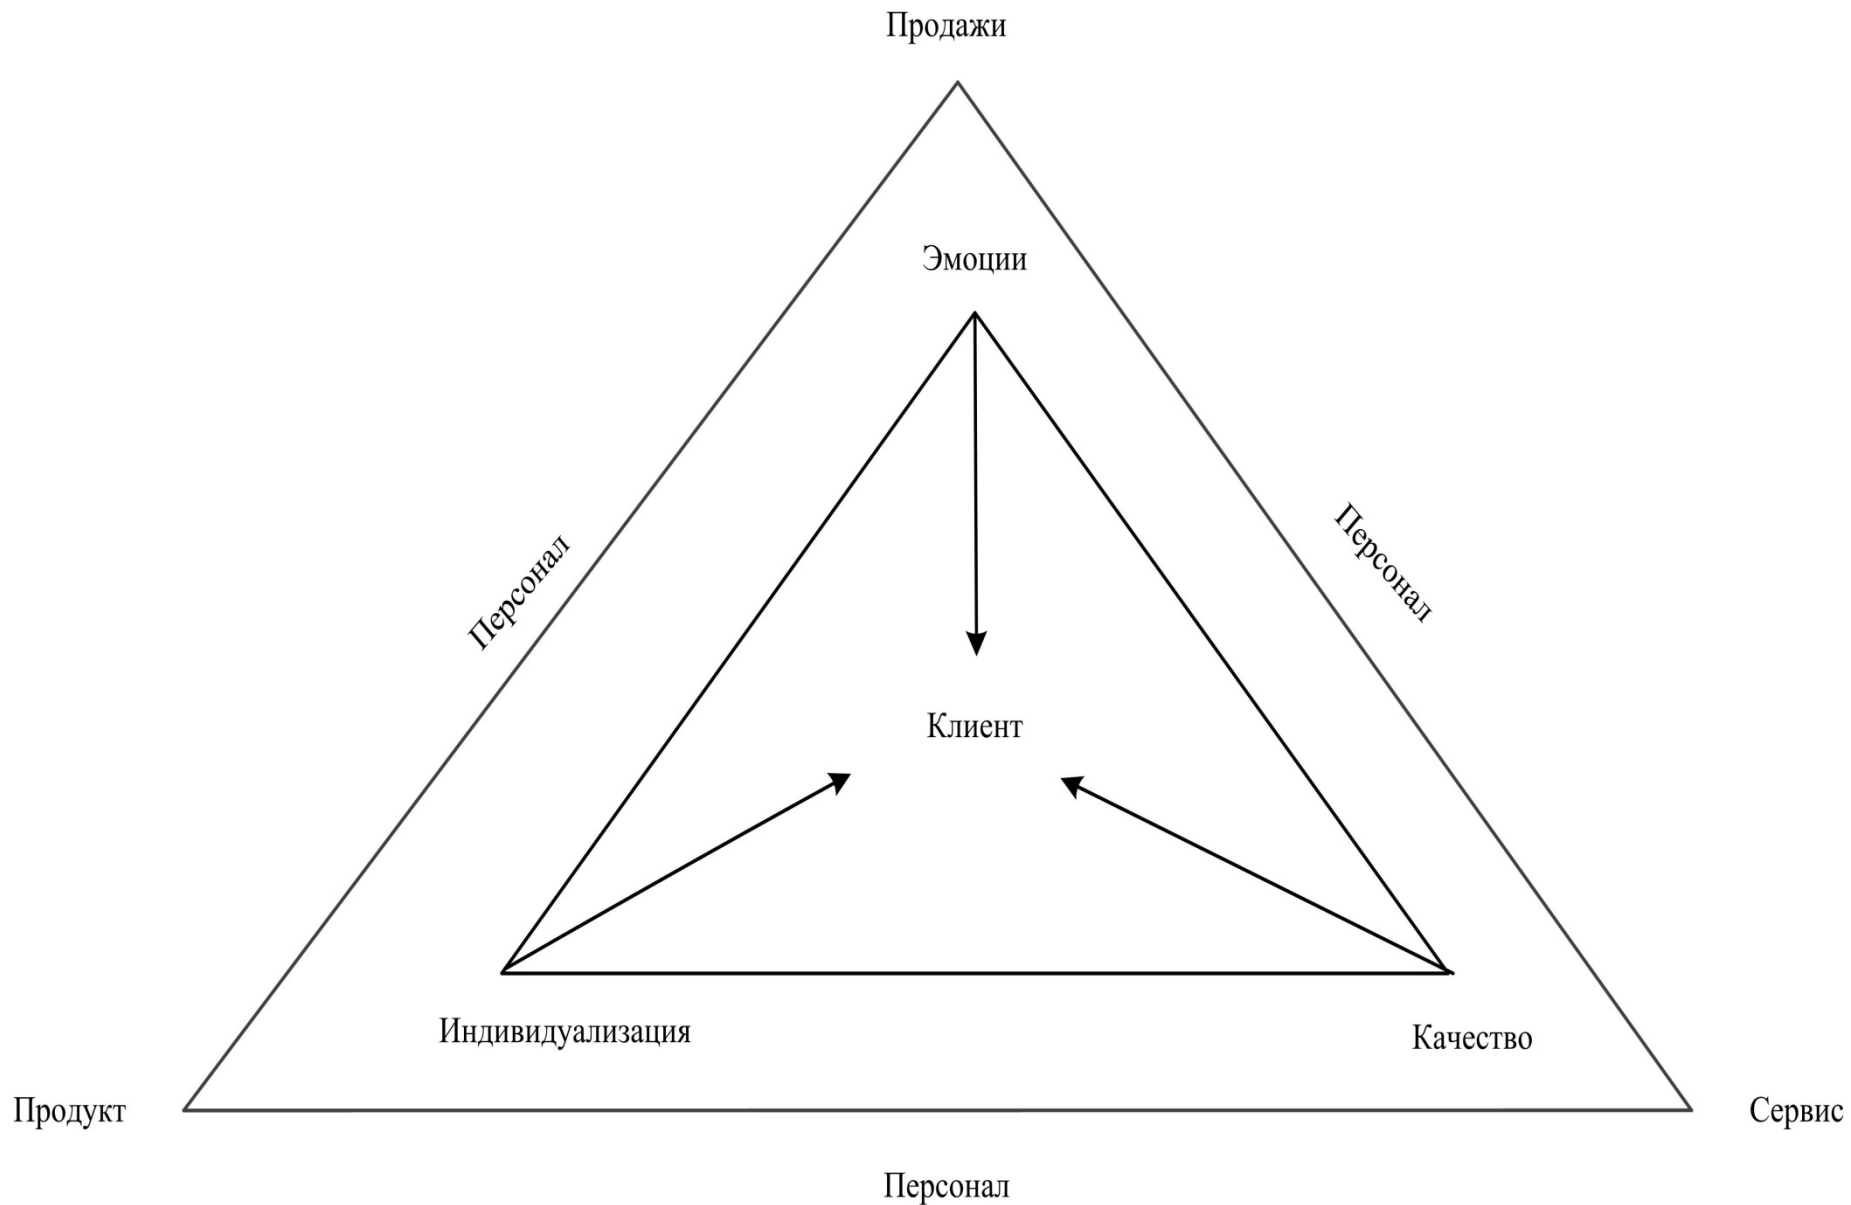 Продажи
Эмоции
Персонал
Персонал
Клиент
Индивидуализация
Качество
Продукт
Сервис
Персонал